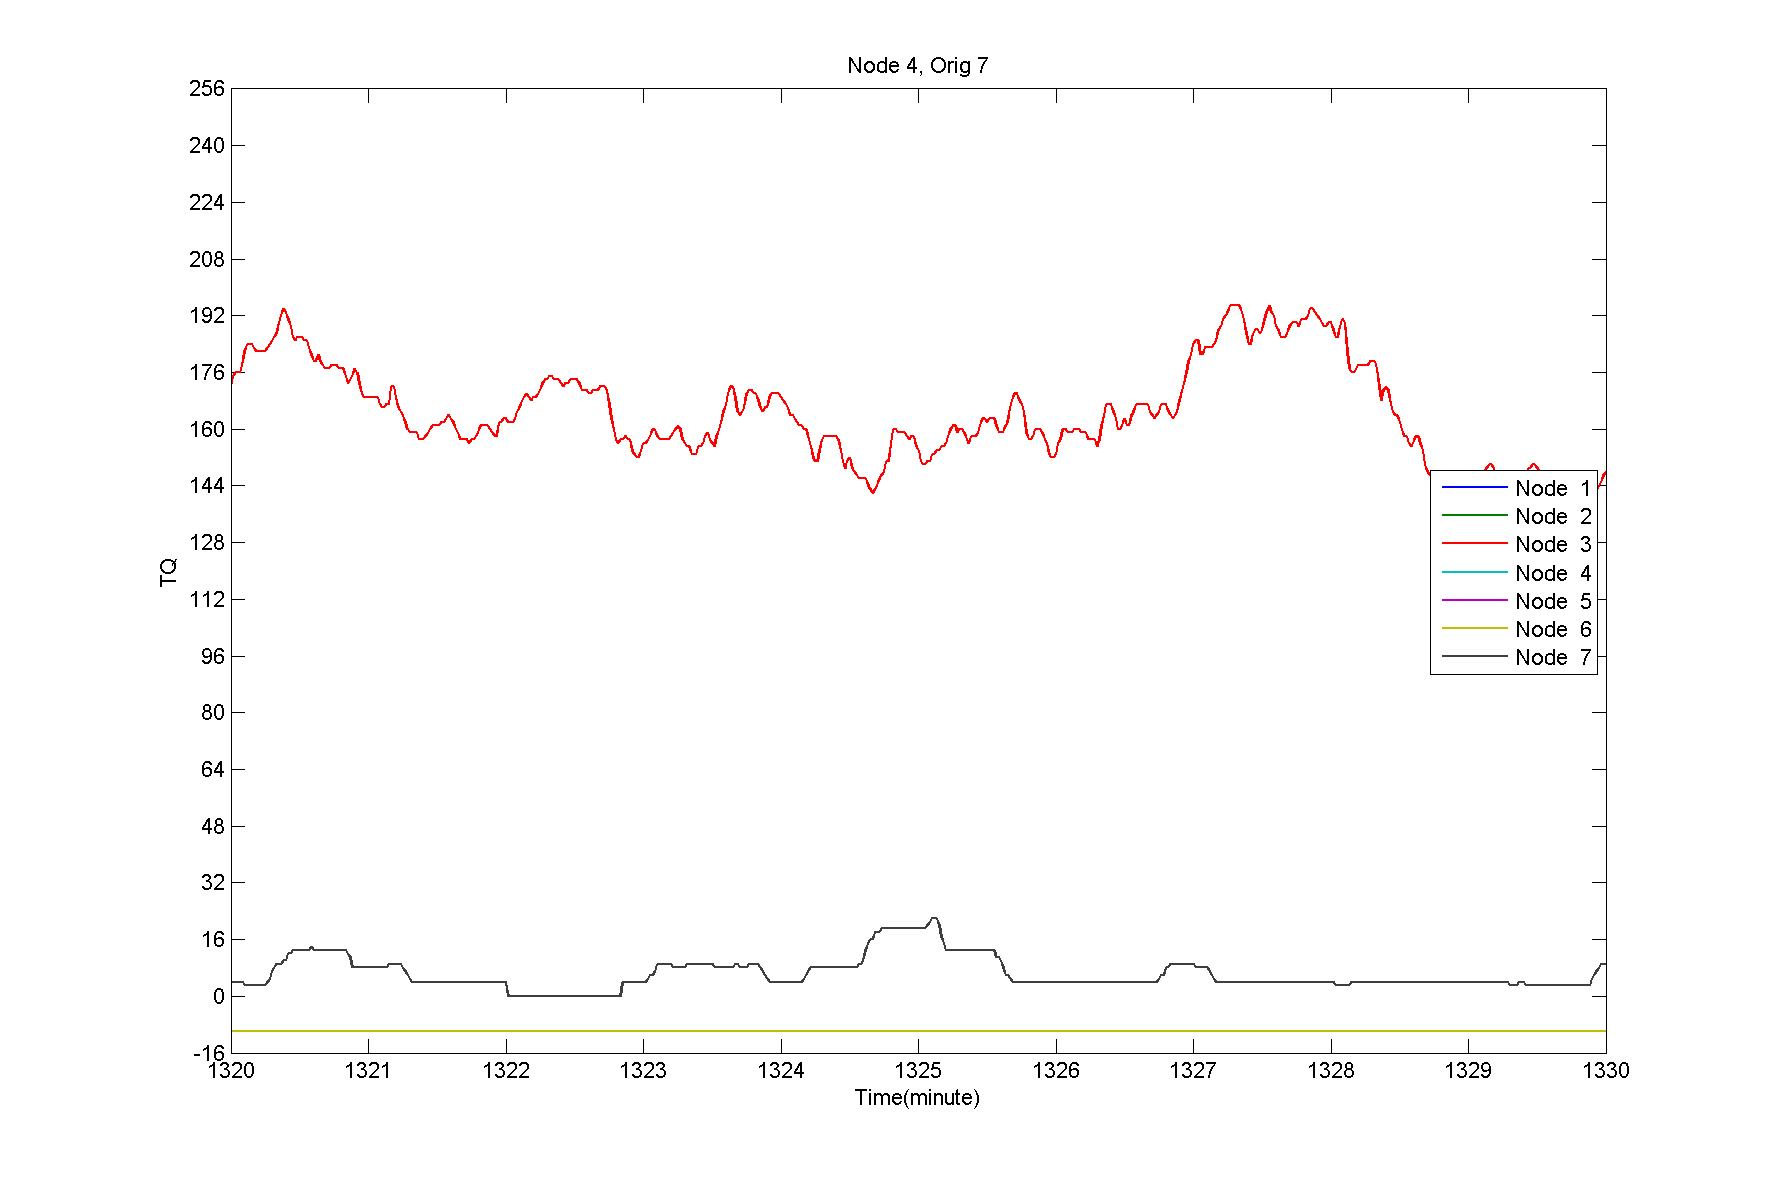 Node 4, Orig 7
256
240
224
208
192
176
160
144
128
112
96
80
64
48
32
16
0
-16
TQ
Node 1
Node 2
Node 3
Node 4
Node 5
Node 6
Node 7
1320 1321 1322 1323 1324 1325 1326 1327 1328 1329 1330
Time(minute)